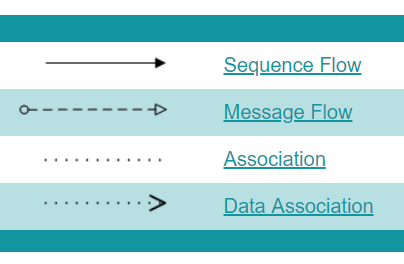 Sequence Flow
Message Flow
Association
Data Association